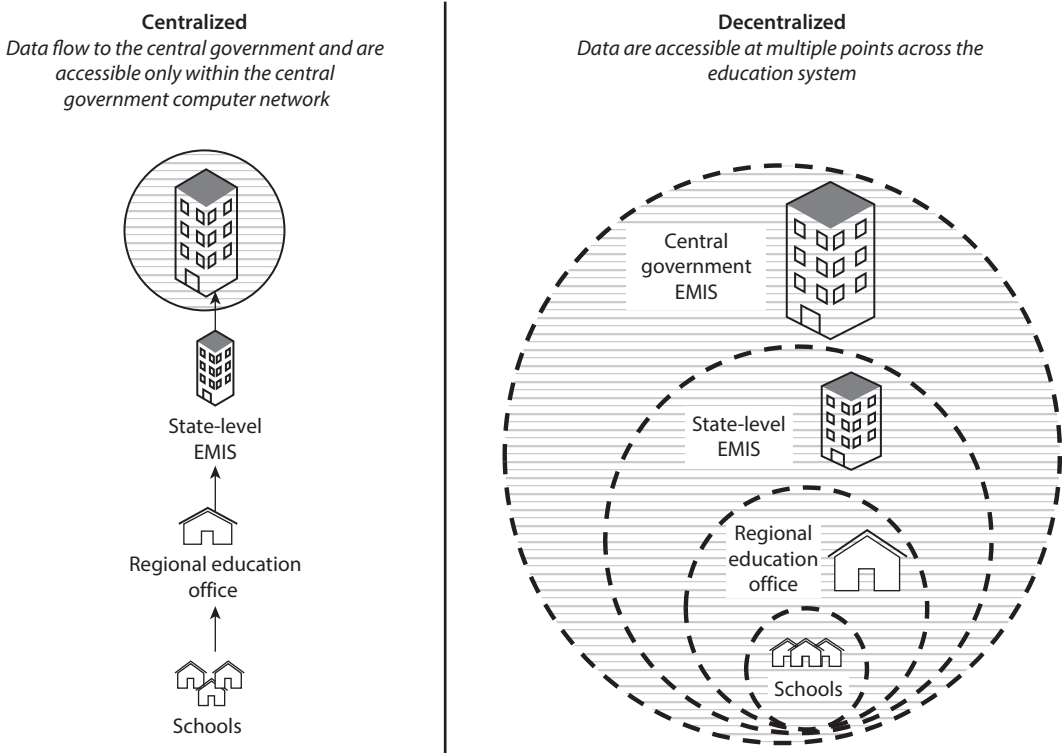 Centralized
Data flow to the central government and are
accessible only within the central
government computer network
State-level
EMIS
Regional education
office
Schools
Decentralized
Data are accessible at multiple points across the
education system
Central
government
EMIS
State-level
EMIS
Regional
education
office
Schools